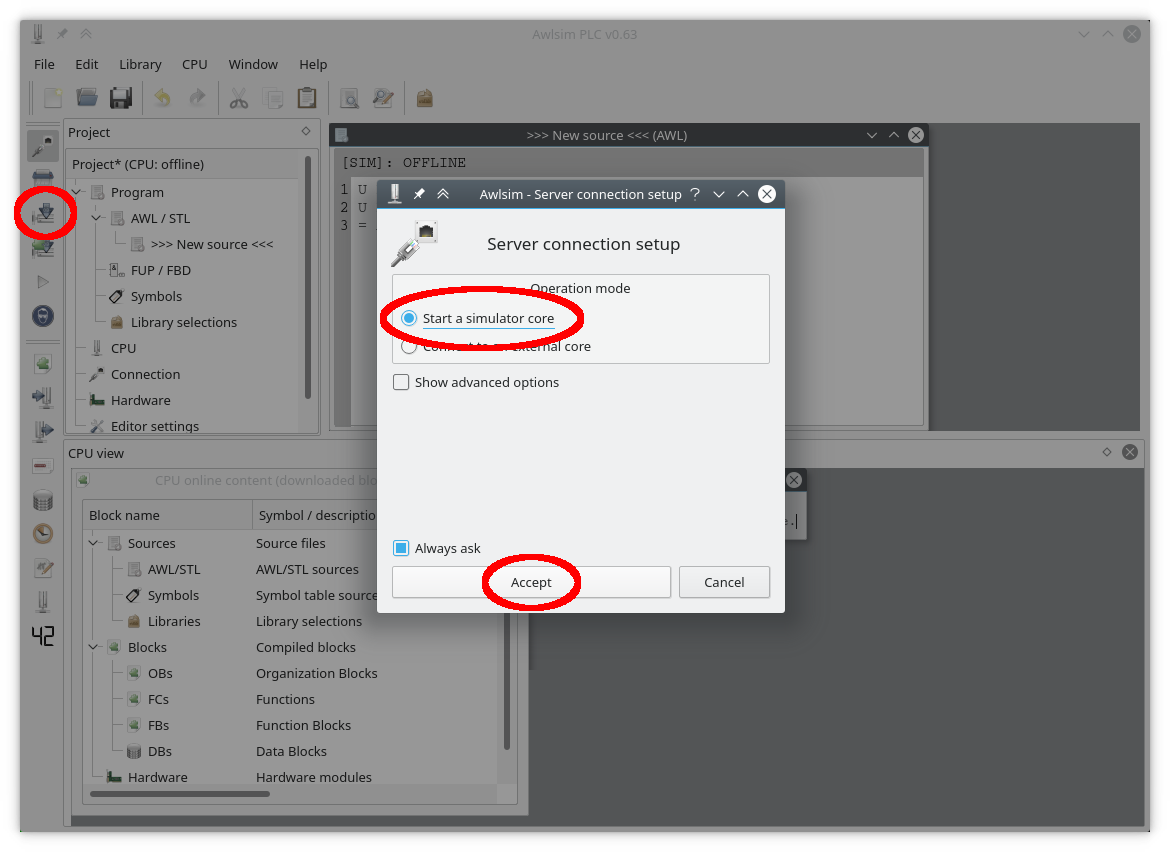 Awlsim PLC v0.63
File Edit Library CPU Window Help
Project
Project* (CPU: offline)
Program
AWL / STL
>>> New source <<<
FUP / FBD
Symbols
Library selections
CPU
Connection
Hardware
Editor settings
>>> New source <<< (AWL)
[SIM]: OFFLINE
1 U
2 U
3 =
Awlsim - Server connection setup
Server connection setup
Operation mode
Start a simulator core
Connect to an external core
Show advanced options
Always ask
Accept
Cancel
CPU view
CPU online content (downloaded blo
Block name Symbol / descriptio
Sources Source files
AWL/STL AWL/STL sources
Symbols Symbol table source
Libraries Library selections
Blocks Compiled blocks
OBs Organization Blocks
FCs Functions
FBs Function Blocks
DBs Data Blocks
Hardware Hardware modules
e.
42